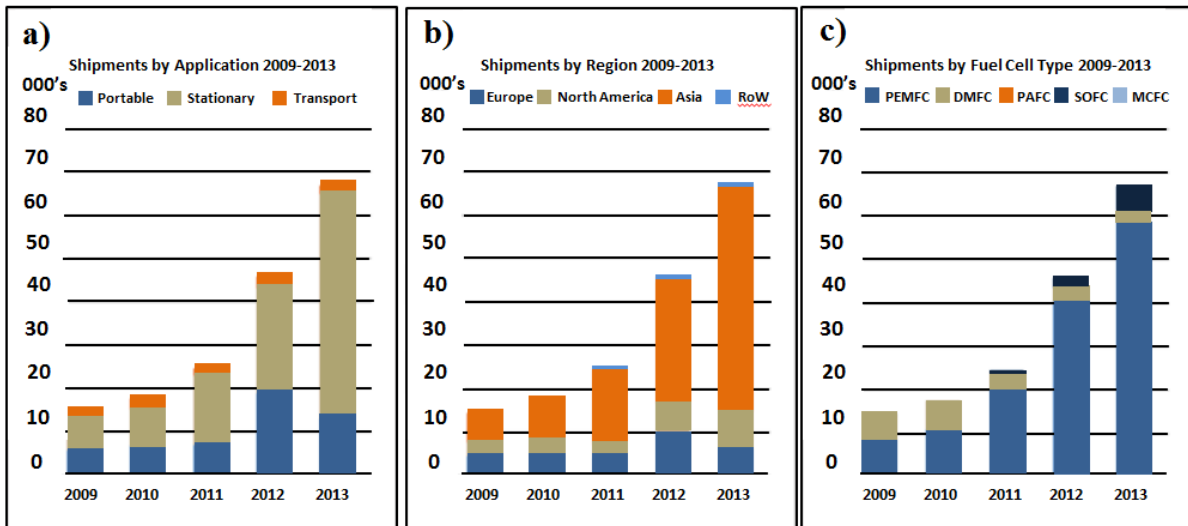 a)
Shipments by Application 2009-2013
000's
Portable Stationary Transport
80
70
60
50
40
30
20
10
0
2009 2010 2011 2012 2013
b)
Shipments by Region 2009-2013
000's
Europe North America Asia RoW
80
70
60
50
40
30
20
10
0
2009 2010 2011 2012 2013
c)
Shipments by Fuel Cell Type 2009-2013
000's
PEMFC DMFC PAFC SOFC MCFC
80
70
60
50
40
30
20
10
0
2009 2010 2011 2012 2013